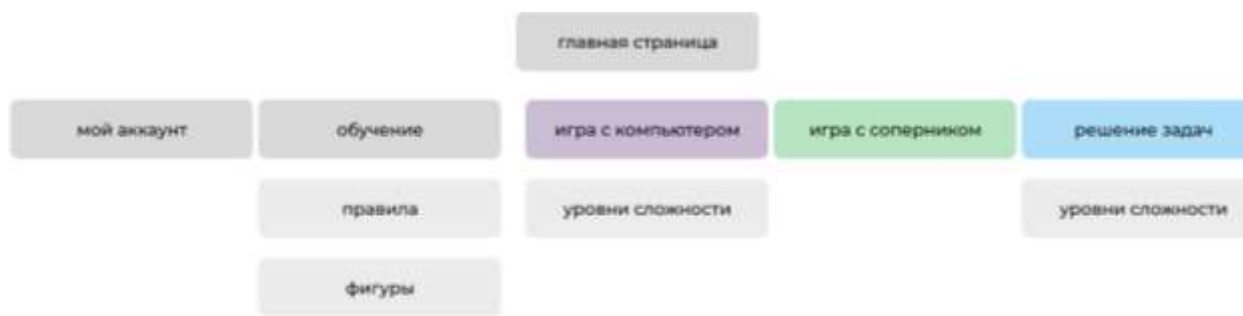 главная страница
мой аккаунт
обучение
игра с компьютером
игра с соперником
решение задач
правила
уровни сложности
уровни сложности
фигуры